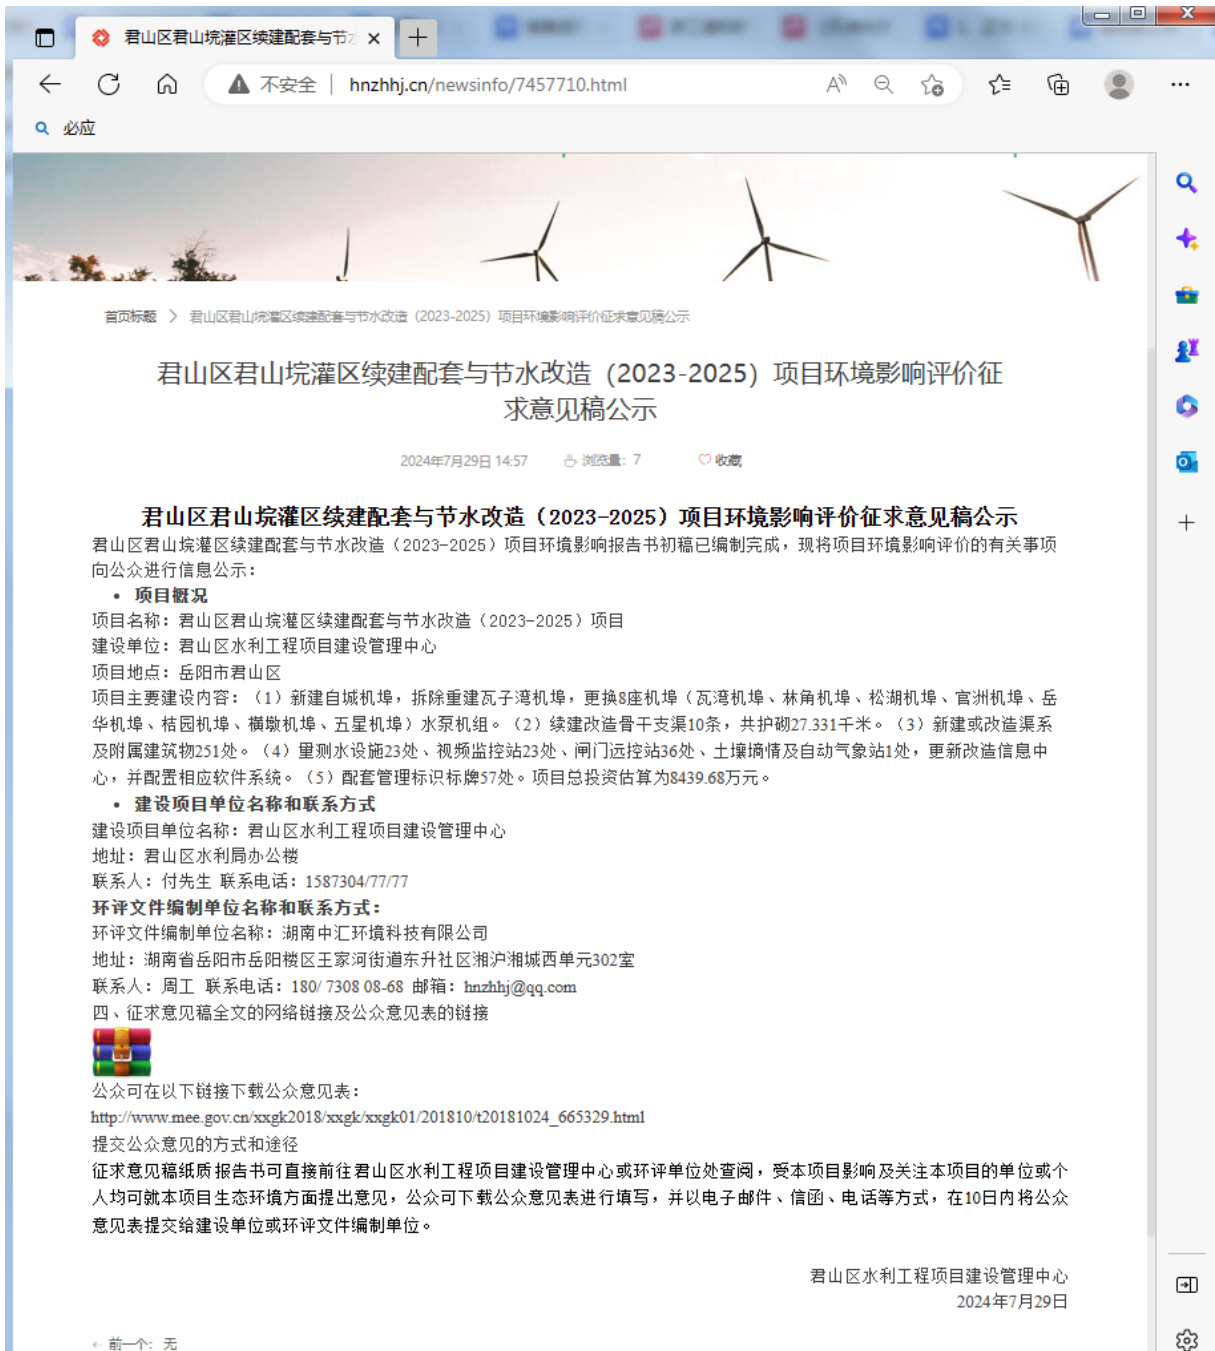 君山区君山垸灌区续建配套与节水
不安全 | hnzhhj.cn/newsinfo/7457710.html
必应
首页标题 > 君山区君山垸灌区续建配套与节水改造（2023-2025）项目环境影响评价征求意见稿公示
君山区君山垸灌区续建配套与节水改造（2023-2025）项目环境影响评价征
求意见稿公示
2024年7月29日 14:57 浏览量：7 收藏
君山区君山垸灌区续建配套与节水改造（2023-2025）项目环境影响评价征求意见稿公示
君山区君山垸灌区续建配套与节水改造（2023-2025）项目环境影响报告书初稿已编制完成，现将项目环境影响评价的有关事项
向公众进行信息公示：
• 项目概况
项目名称：君山区君山垸灌区续建配套与节水改造（2023-2025）项目
建设单位：君山区水利工程项目建设管理中心
项目地点：岳阳市君山区
项目主要建设内容：（1）新建自城机埠，拆除重建瓦子湾机埠，更换8座机埠（瓦湾机埠、林角机埠、松湖机埠、官洲机埠、岳
华机埠、桔园机埠、横墩机埠、五星机埠）水泵机组。（2）续建改造骨干支渠10条，共护砌27.331千米。（3）新建或改造渠系
及附属建筑物251处。（4）量测水设施23处、视频监控站23处、闸门远控站36处、土壤墒情及自动气象站1处，更新改造信息中
心，并配置相应软件系统。（5）配套管理标识标牌57处。项目总投资估算为8439.68万元。
• 建设项目单位名称和联系方式
建设项目单位名称：君山区水利工程项目建设管理中心
地址：君山区水利局办公楼
联系人：付先生 联系电话：1587304/77/77
环评文件编制单位名称和联系方式：
环评文件编制单位名称：湖南中汇环境科技有限公司
地址：湖南省岳阳市岳阳楼区王家河街道东升社区湘沪湘城西单元302室
联系人：周工 联系电话：180/ 7308 08-68 邮箱：hnzhhj@qq.com
四、征求意见稿全文的网络链接及公众意见表的链接
公众可在以下链接下载公众意见表：
http://www.mee.gov.cn/xxgk2018/xxgk/xxgk01/201810/t20181024_665329.html
提交公众意见的方式和途径
征求意见稿纸质报告书可直接前往君山区水利工程项目建设管理中心或环评单位处查阅，受本项目影响及关注本项目的单位或个
人均可就本项目生态环境方面提出意见，公众可下载公众意见表进行填写，并以电子邮件、信函、电话等方式，在10日内将公众
意见表提交给建设单位或环评文件编制单位。
君山区水利工程项目建设管理中心
2024年7月29日
前一个：无